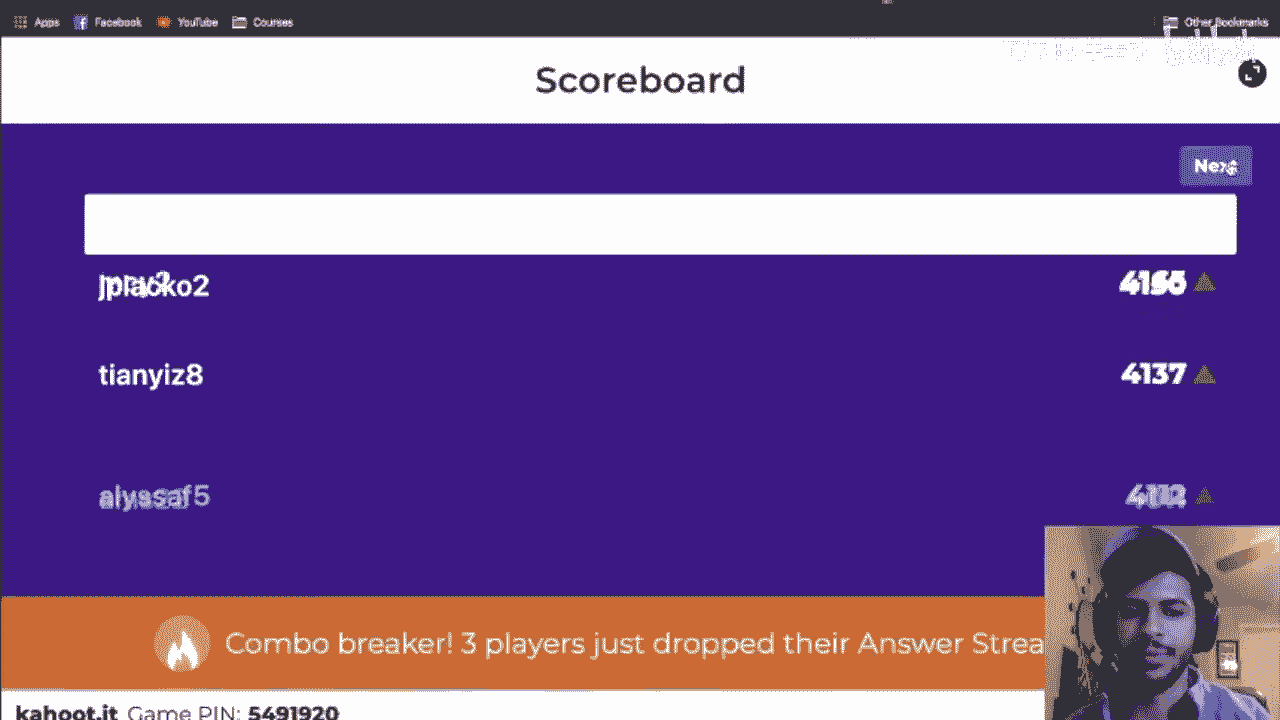 Apps Facebook YouTube Courses Other Bookmarks
Scoreboard
Next
tianyiz8 4137
Combo breaker! 3 players just dropped their Answer Strea
kahoot.it Game PIN: 5491920